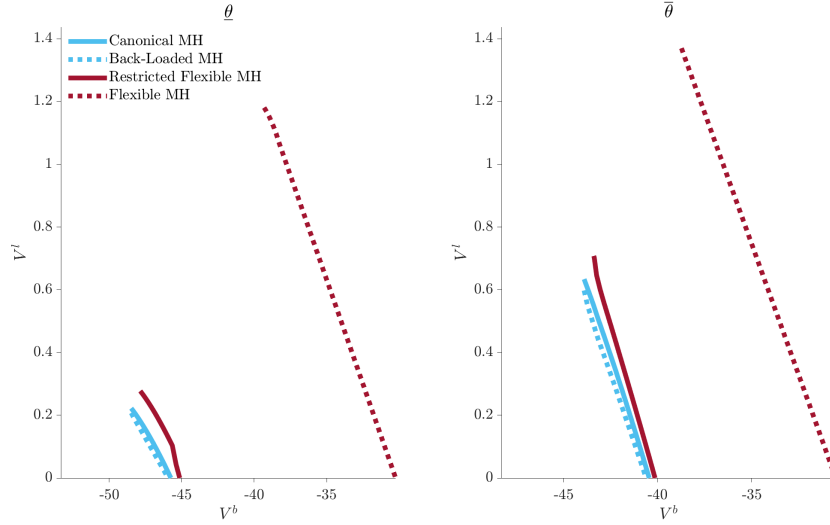 θ
θ̅
1.4
1.2
1
0.8
0.6
0.4
0.2
0
V^l
Canonical MH
Back-Loaded MH
Restricted Flexible MH
Flexible MH
-50
-45
-40
-35
V^b
1.4
1.2
1
0.8
0.6
0.4
0.2
0
V^l
-45
-40
-35
V^b